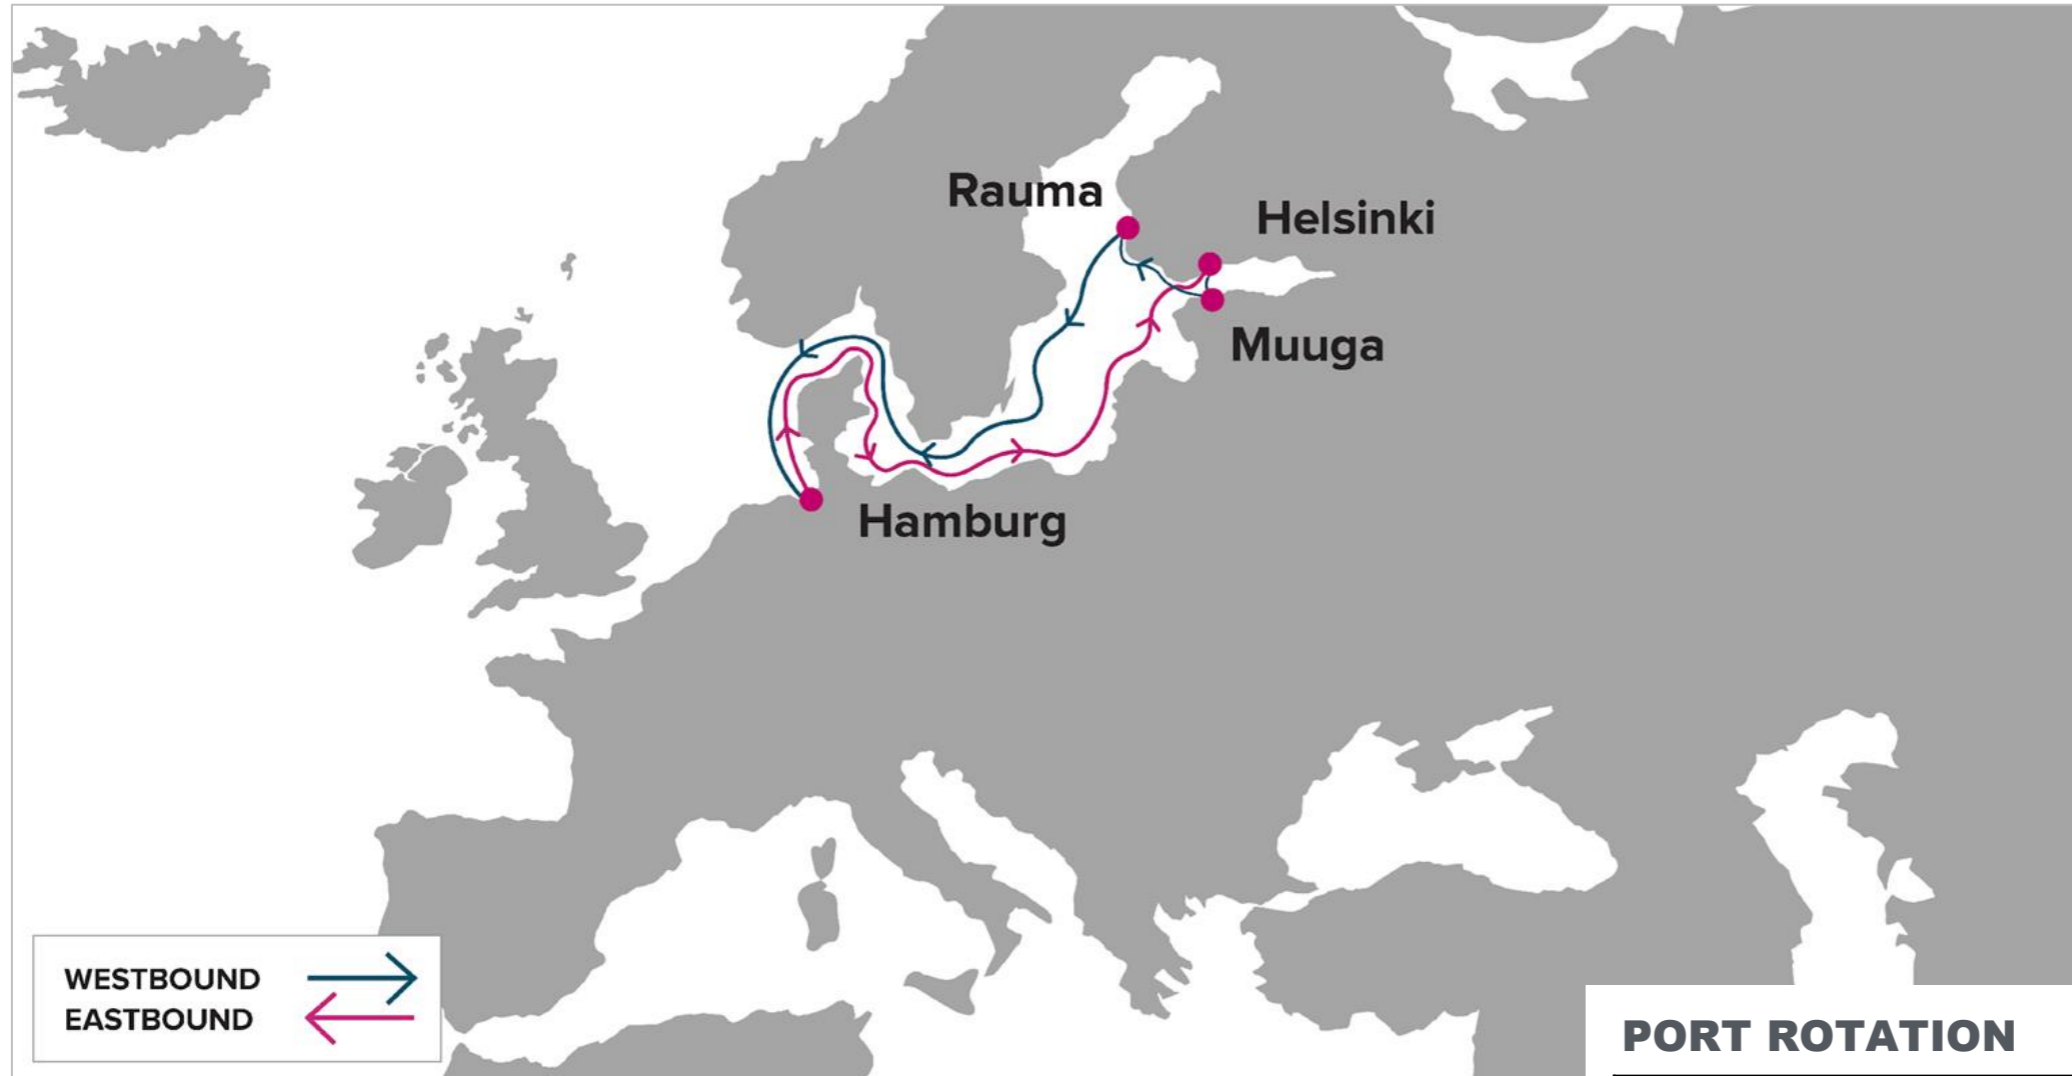 Rauma
Helsinki
Muuga
Hamburg
WESTBOUND
EASTBOUND
PORT ROTATION